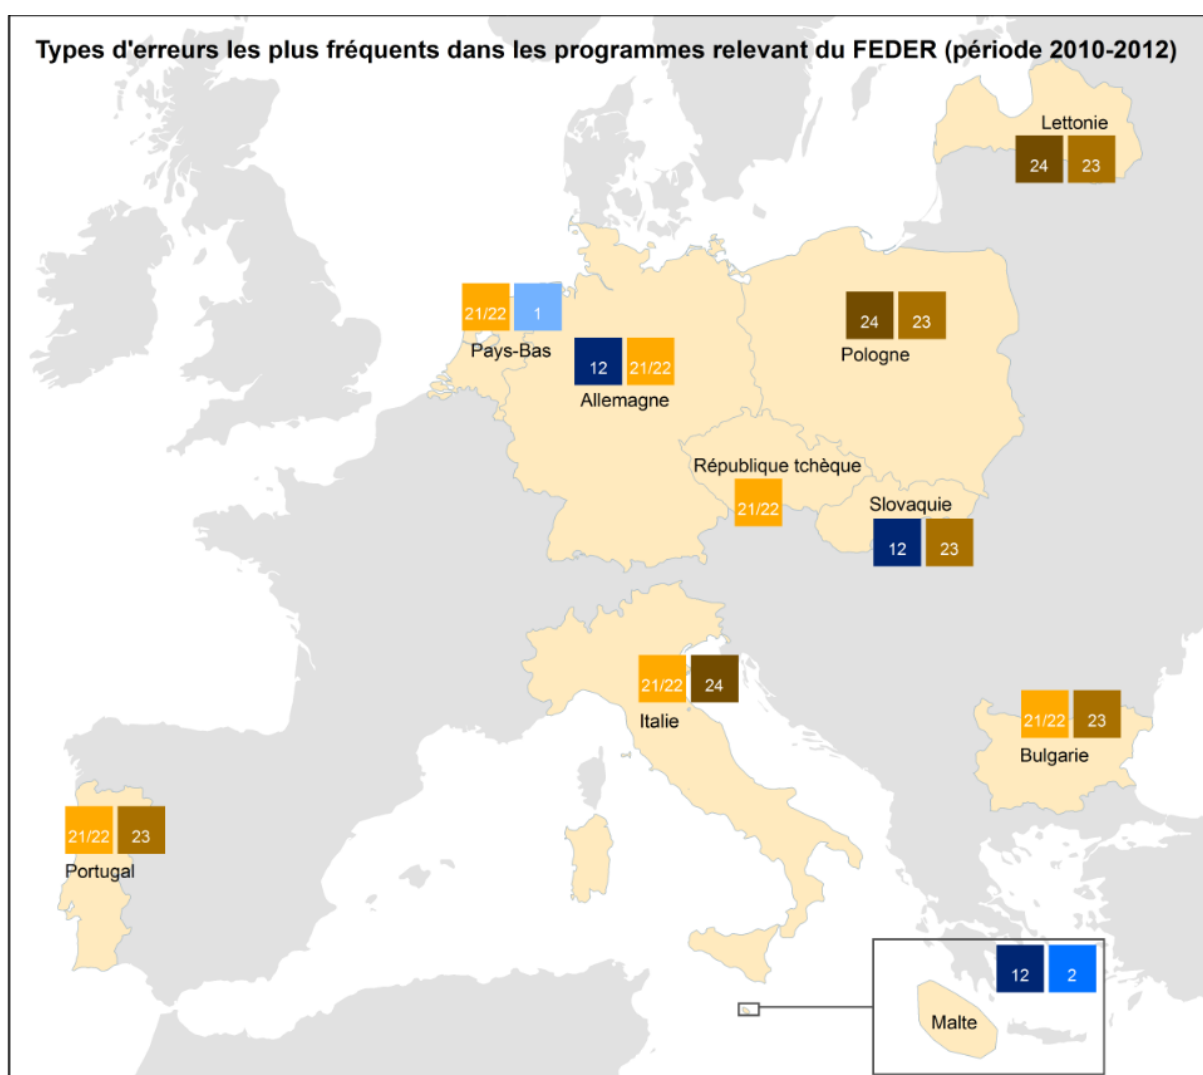 Types d'erreurs les plus fréquents dans les programmes relevant du FEDER (période 2010-2012)
Lettonie
24 23
21/22 1
Pays-Bas
24 23
Pologne
12 21/22
Allemagne
République tchèque
21/22
Slovaquie
12 23
21/22 24
Italie
21/22 23
Bulgarie
21/22 23
Portugal
12 2
Malte